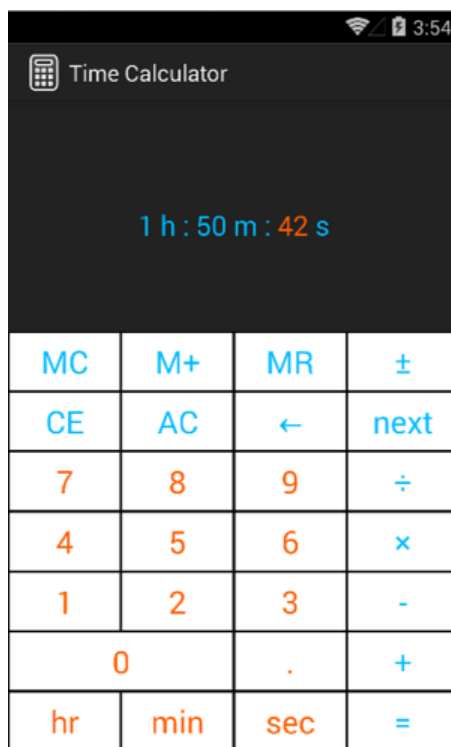 3:54
Time Calculator
1 h : 50 m : 42 s
MC M+ MR ±
CE AC ← next
7 8 9 ÷
4 5 6 ×
1 2 3 -
0 . +
hr min sec =